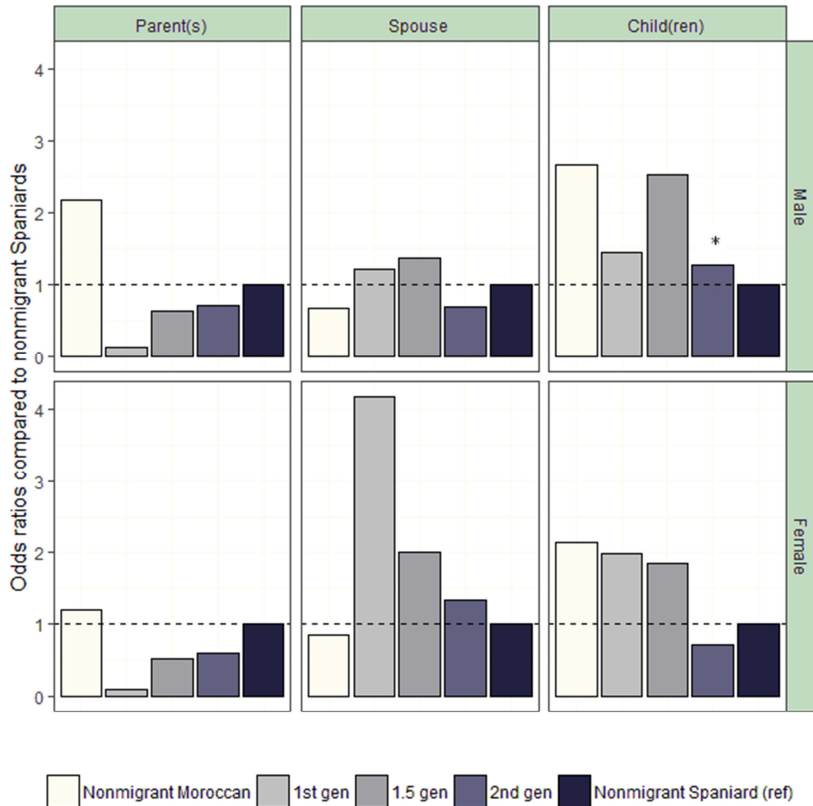 Parent(s) Spouse Child(ren)
Odds ratios compared to nonmigrant Spaniards
4
3
2
1
0
*
Male
4
3
2
1
0
Female
Nonmigrant Moroccan 1st gen 1.5 gen 2nd gen Nonmigrant Spaniard (ref)